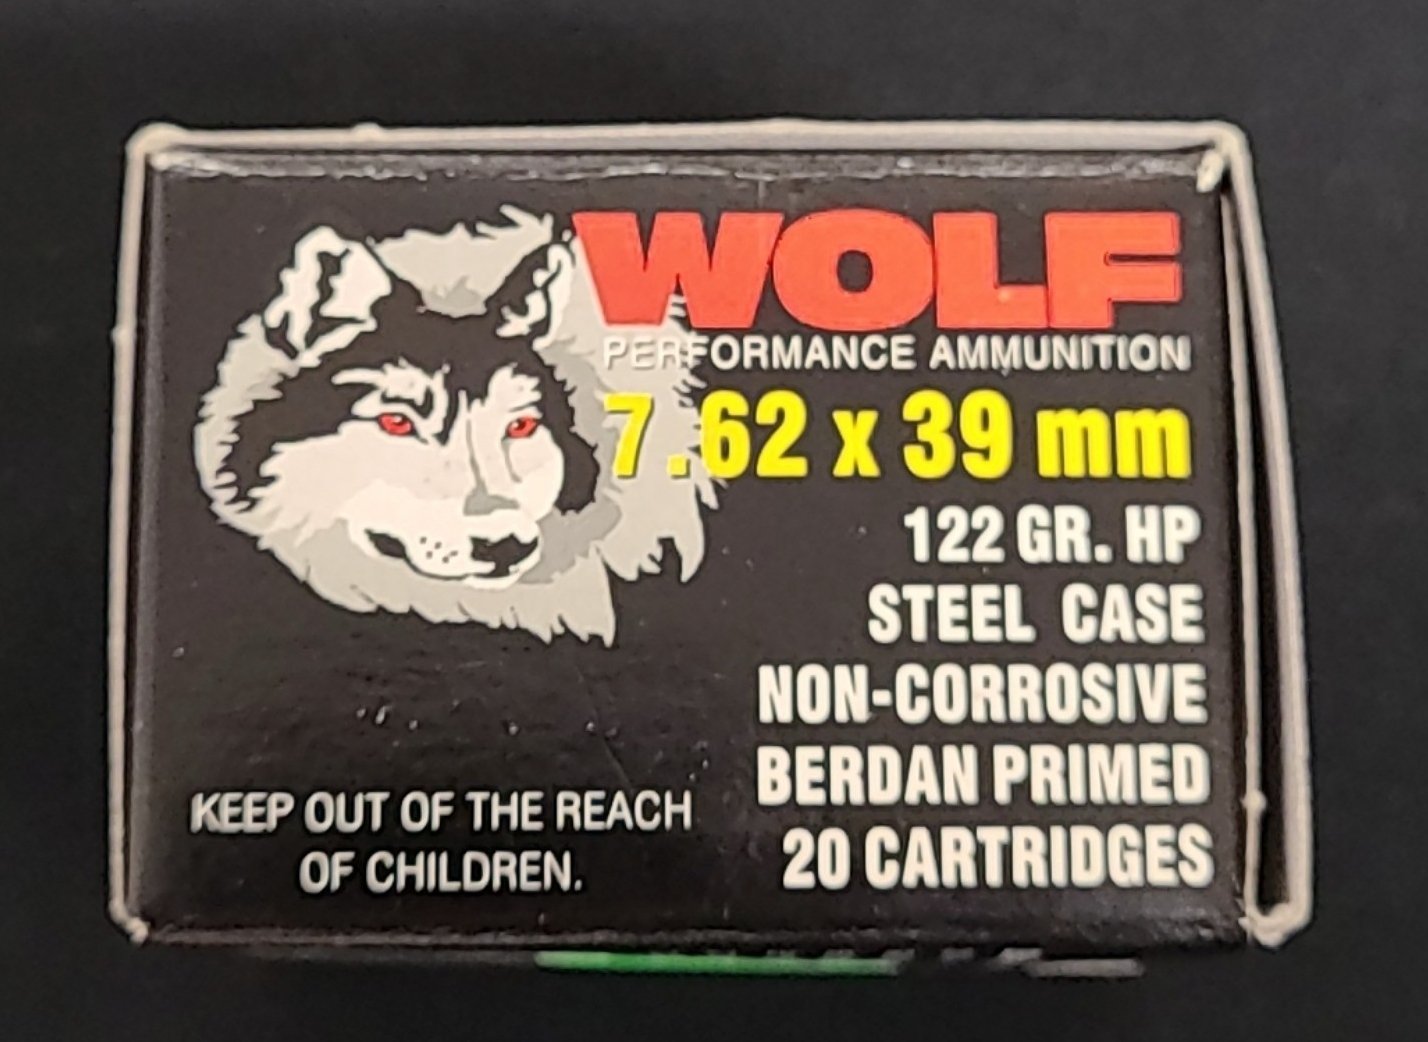 WOLF
PERFORMANCE AMMUNITION
7.62 x 39 mm
122 GR. HP
STEEL CASE
NON-CORROSIVE
BERDAN PRIMED
20 CARTRIDGES
KEEP OUT OF THE REACH
OF CHILDREN.